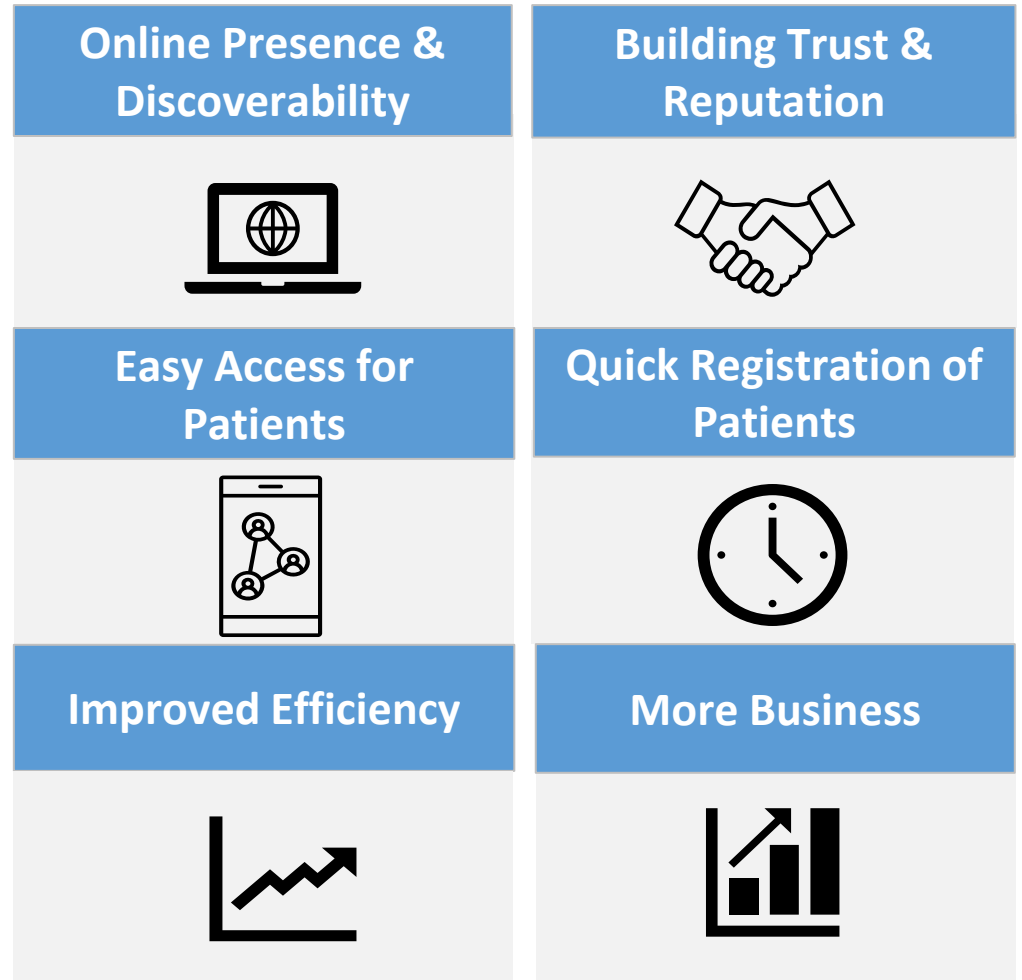 Online Presence &
Discoverability
Building Trust &
Reputation
Easy Access for
Patients
Quick Registration of
Patients
Improved Efficiency
More Business